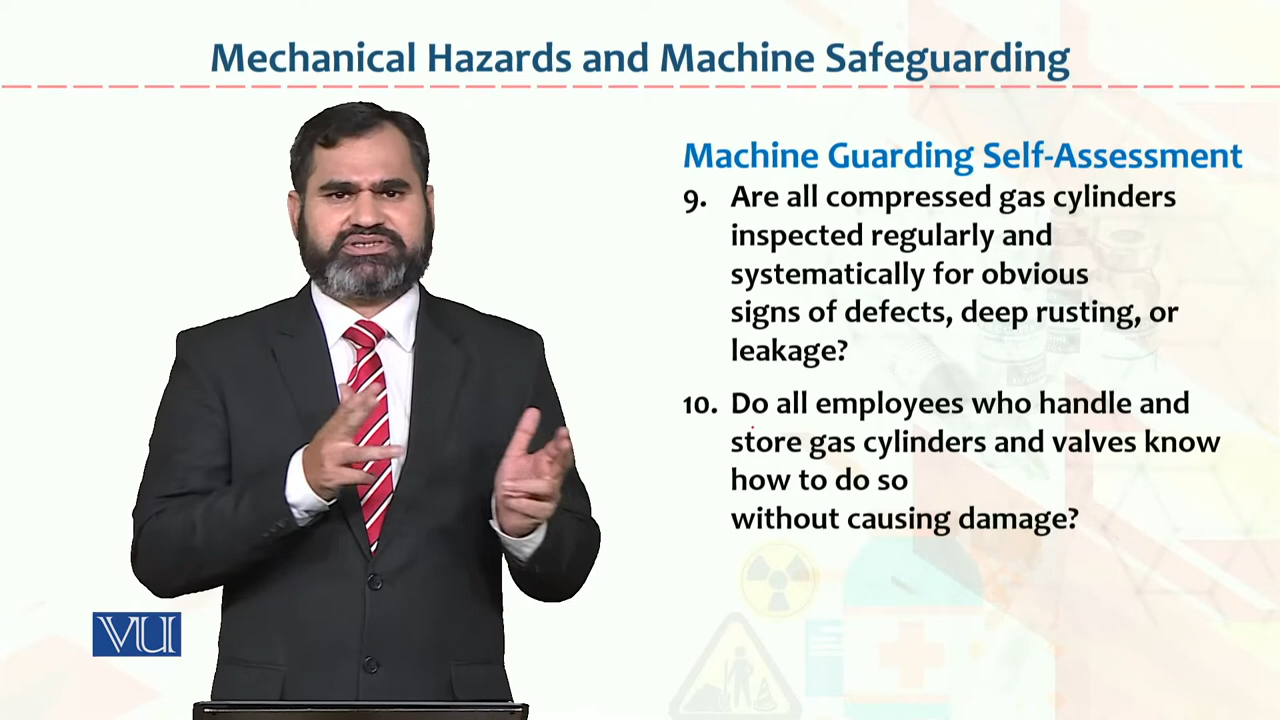 Mechanical Hazards and Machine Safeguarding
Machine Guarding Self-Assessment
9. Are all compressed gas cylinders
inspected regularly and
systematically for obvious
signs of defects, deep rusting, or
leakage?
10. Do all employees who handle and
store gas cylinders and valves know
how to do so
without causing damage?
VU